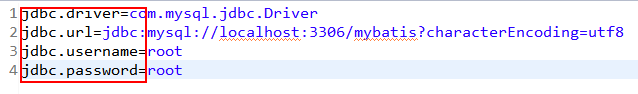 1 jdbc.driver=com.mysql.jdbc.Driver
2 jdbc.url=jdbc:mysql://localhost:3306/mybatis?characterEncoding=utf8
3 jdbc.username=root
4 jdbc.password=root